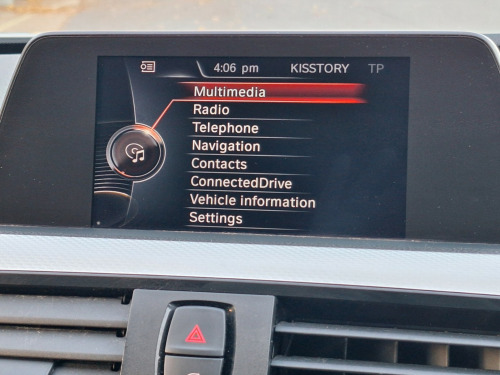 4:06 pm KISSTORY TP
Multimedia
Radio
Telephone
Navigation
Contacts
ConnectedDrive
Vehicle information
Settings